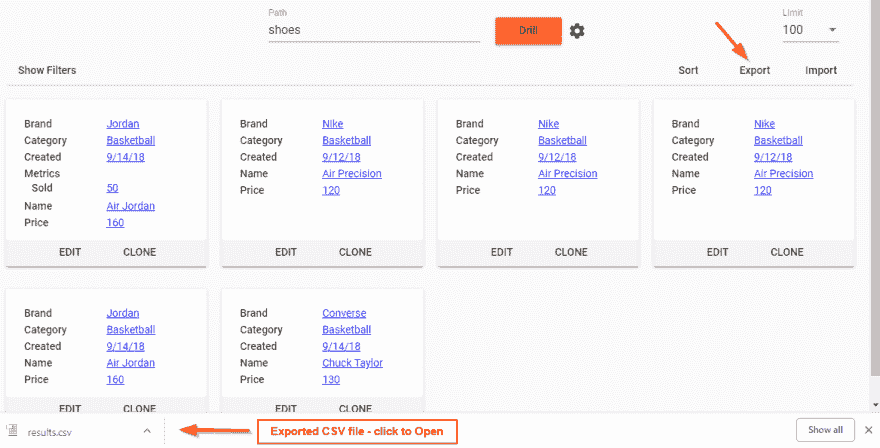 Path
Limit
shoes
Drill
100
Show Filters
Sort
Export
Import
Brand Jordan
Category Basketball
Created 9/14/18
Metrics
Sold 50
Name Air Jordan
Price 160
EDIT CLONE
Brand Nike
Category Basketball
Created 9/12/18
Name Air Precision
Price 120
EDIT CLONE
Brand Nike
Category Basketball
Created 9/12/18
Name Air Precision
Price 120
EDIT CLONE
Brand Nike
Category Basketball
Created 9/12/18
Name Air Precision
Price 120
EDIT CLONE
Brand Jordan
Category Basketball
Created 9/14/18
Name Air Jordan
Price 160
EDIT CLONE
Brand Converse
Category Basketball
Created 9/14/18
Name Chuck Taylor
Price 130
EDIT CLONE
results.csv
Exported CSV file - click to Open
Show all